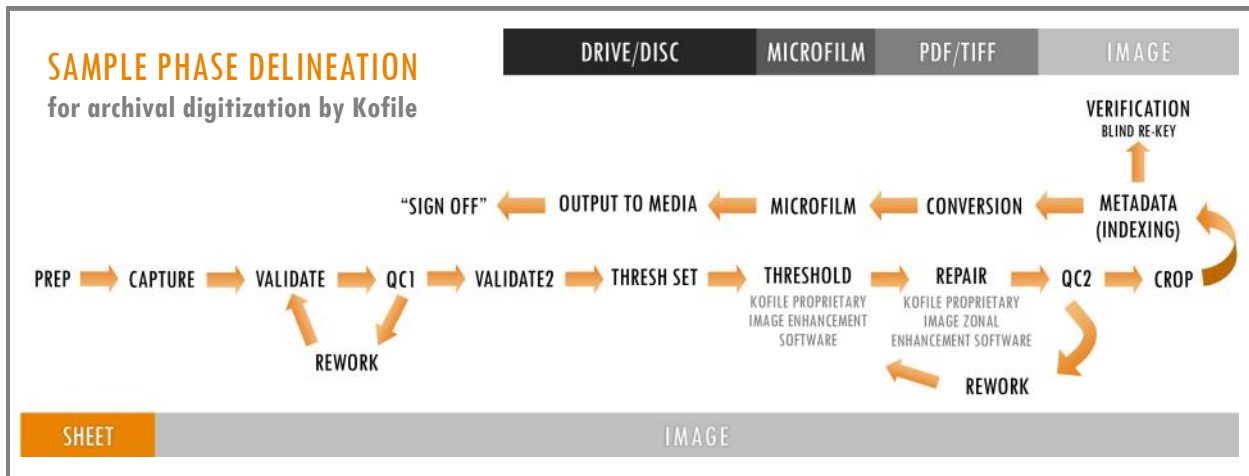 SAMPLE PHASE DELINEATION
for archival digitization by Kofile
DRIVE/DISC MICROFILM PDF/TIFF IMAGE
VERIFICATION
BLIND RE-KEY
"SIGN OFF" OUTPUT TO MEDIA MICROFILM CONVERSION METADATA
(INDEXING)
PREP CAPTURE VALIDATE QC1 VALIDATE2 THRESH SET THRESHOLD REPAIR QC2 CROP
KOFILE PROPRIETARY
IMAGE ENHANCEMENT
SOFTWARE
KOFILE PROPRIETARY
IMAGE ZONAL
ENHANCEMENT SOFTWARE
REWORK
REWORK
SHEET IMAGE